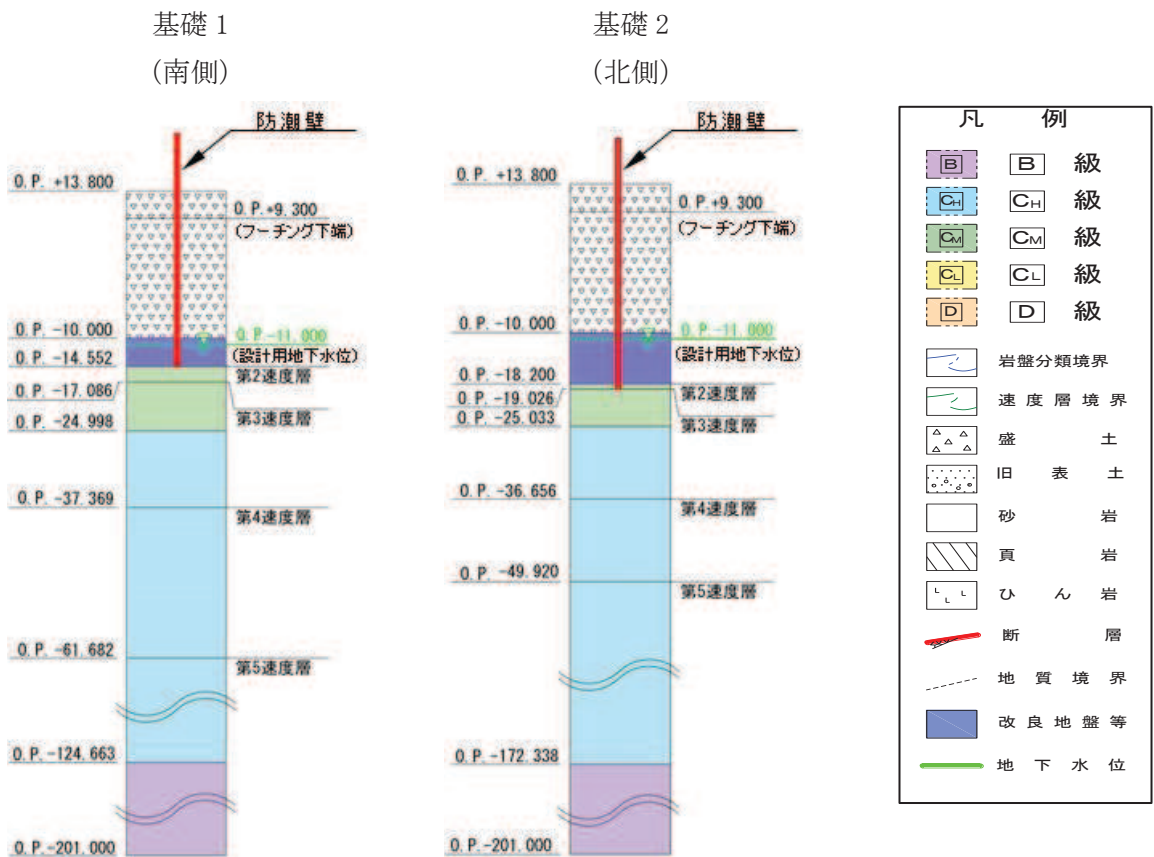 基礎 1
(南側)
防潮壁
O.P. +13.800
O.P.+9.300
(フーチング下端)
O.P. -10.000
O.P.-11.000
(設計用地下水位)
O.P. -14.552
第2速度層
O.P. -17.086
第3速度層
O.P. -24.998
O.P. -37.369
第4速度層
O.P. -61.682
第5速度層
O.P. -124.663
O.P.-201.000
基礎 2
(北側)
防潮壁
O.P. +13.800
O.P.+9.300
(フーチング下端)
O.P. -10.000
O.P.-11.000
(設計用地下水位)
O.P. -18.200
第2速度層
O.P. -19.026
第3速度層
O.P. -25.033
O.P. -36.656
第4速度層
O.P. -49.920
第5速度層
O.P. -172.338
O.P.-201.000
凡 例
B B 級
CH CH 級
CM CM 級
CL CL 級
D D 級
岩盤分類境界
速度層境界
盛土
旧表土
砂岩
頁岩
ひん岩
断層
地質境界
改良地盤等
地下水位